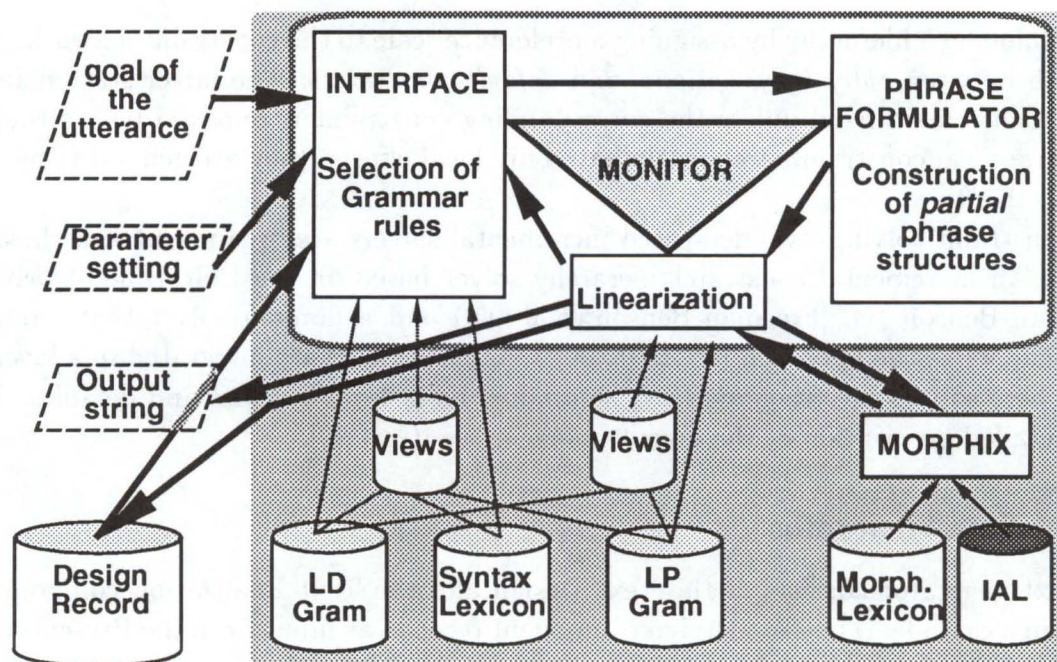 goal of
the
utterance
INTERFACE
Selection of
Grammar
rules
MONITOR
PHRASE
FORMULATOR
Construction
of partial
phrase
structures
Parameter
setting
Linearization
Output
string
Views
Views
MORPHIX
Design
Record
LD
Gram
Syntax
Lexicon
LP
Gram
Morph.
Lexicon
IAL